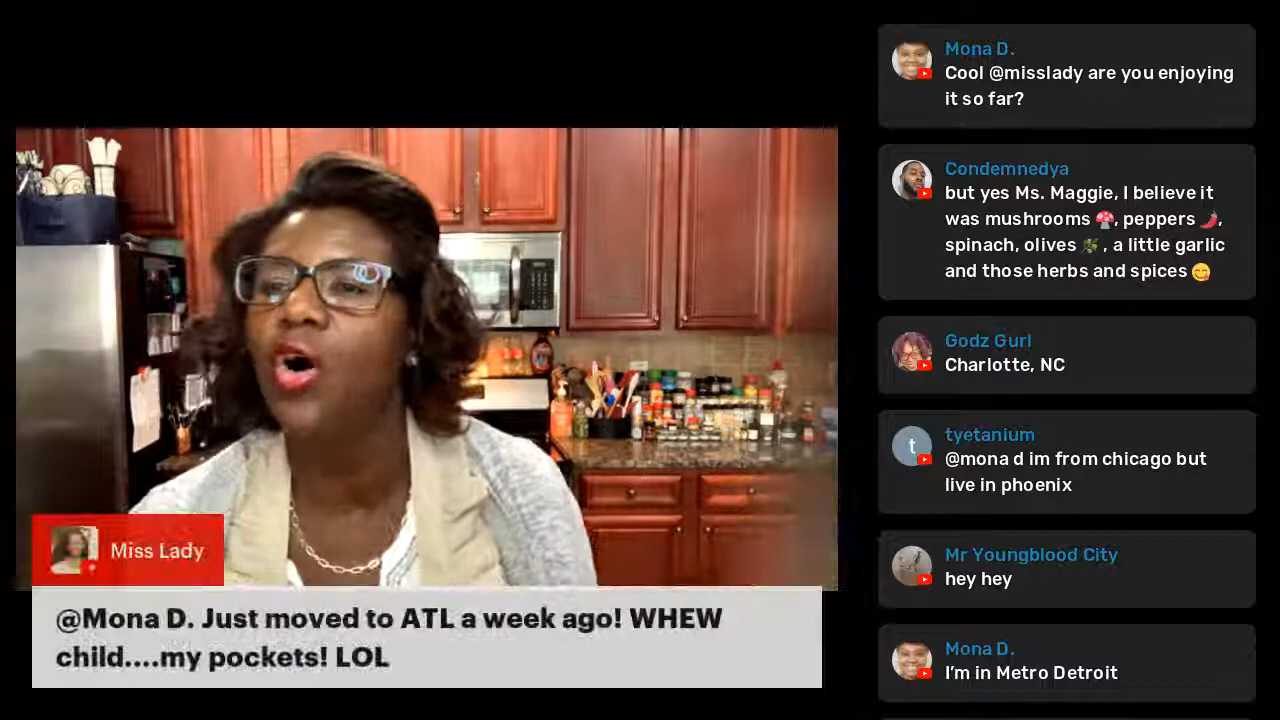 Miss Lady
@Mona D. Just moved to ATL a week ago! WHEW
child....my pockets! LOL
Mona D.
Cool @misslady are you enjoying
it so far?
Condemnedya
but yes Ms. Maggie, I believe it
was mushrooms 🍄, peppers 🌶️,
spinach, olives 🌿 , a little garlic
and those herbs and spices 😋
Godz Gurl
Charlotte, NC
t
tyetanium
@mona d im from chicago but
live in phoenix
Mr Youngblood City
hey hey
Mona D.
I'm in Metro Detroit